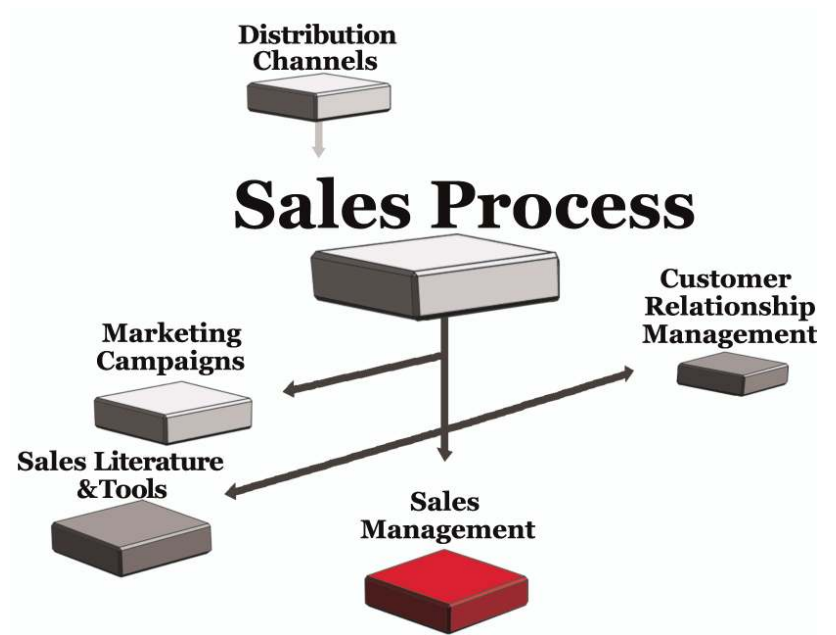 Distribution
Channels
Sales Process
Customer
Relationship
Management
Marketing
Campaigns
Sales Literature
&Tools
Sales
Management